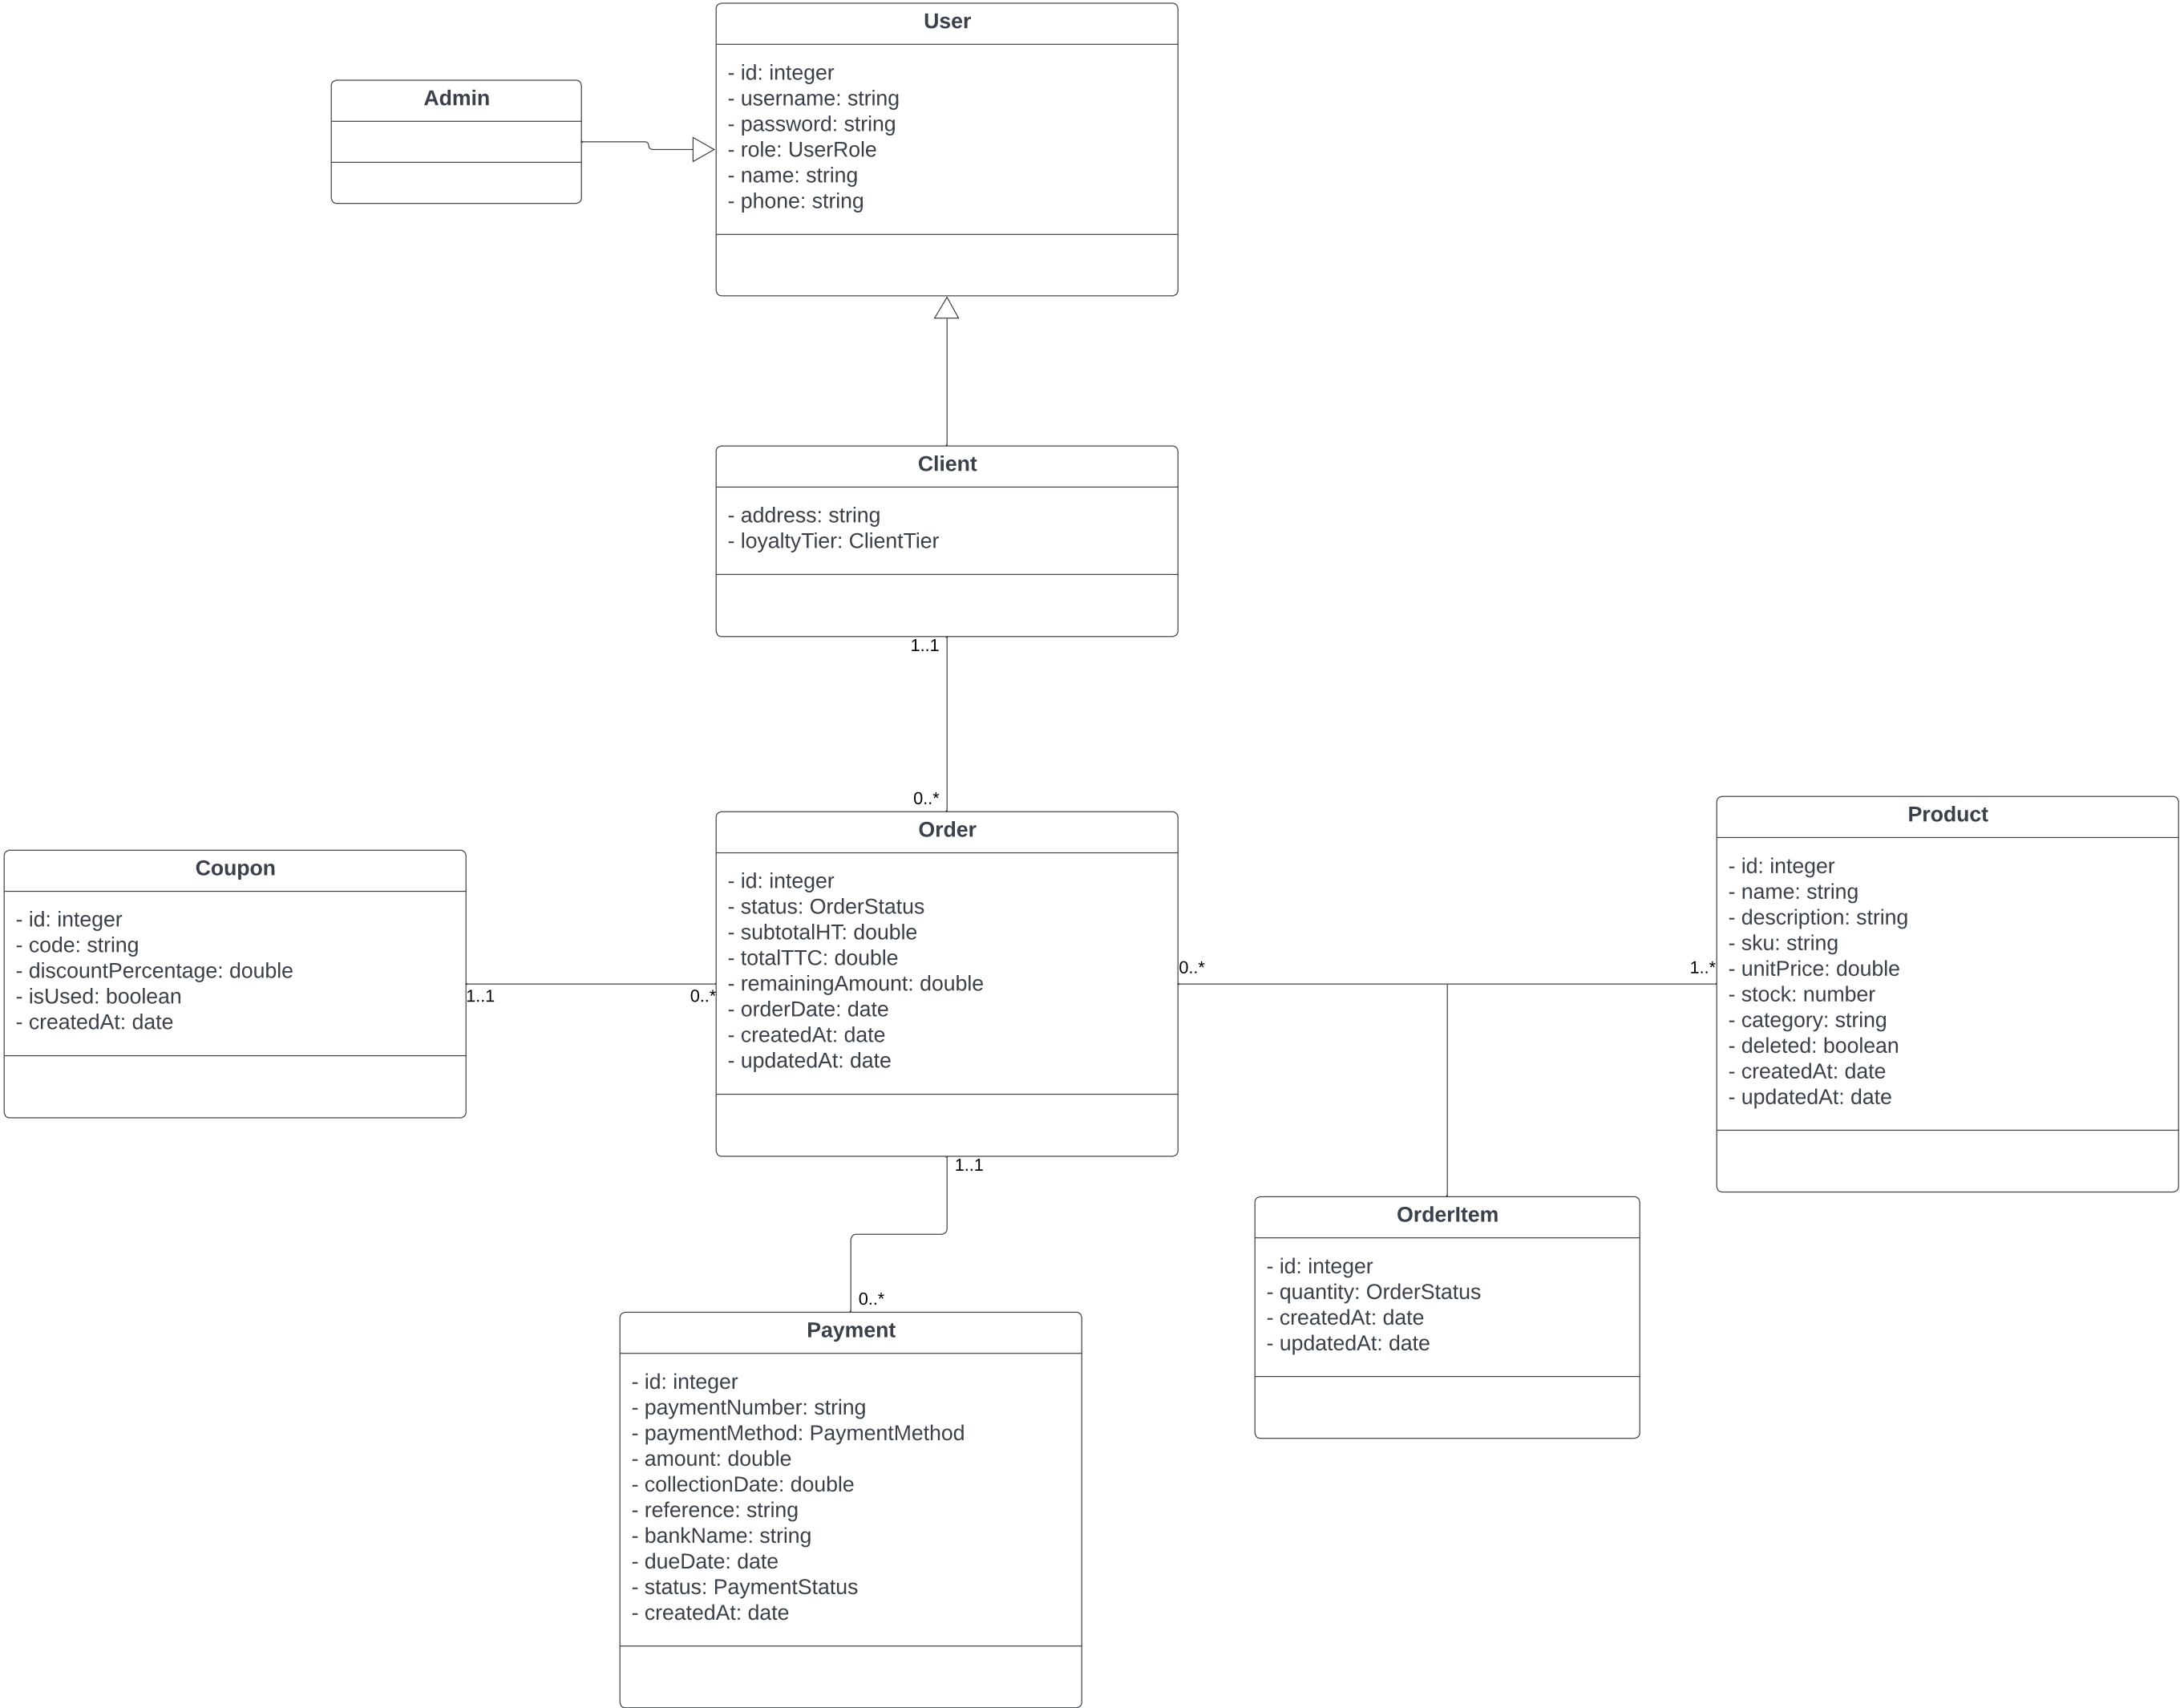 User
- id: integer
- username: string
- password: string
- role: UserRole
- name: string
- phone: string
Admin
Client
- address: string
- loyaltyTier: ClientTier
1..1
0..*
Order
- id: integer
- status: OrderStatus
- subtotalHT: double
- totalTTC: double
- remainingAmount: double
- orderDate: date
- createdAt: date
- updatedAt: date
Coupon
- id: integer
- code: string
- discountPercentage: double
- isUsed: boolean
- createdAt: date
1..1
0..*
0..*
1..*
Product
- id: integer
- name: string
- description: string
- sku: string
- unitPrice: double
- stock: number
- category: string
- deleted: boolean
- createdAt: date
- updatedAt: date
OrderItem
- id: integer
- quantity: OrderStatus
- createdAt: date
- updatedAt: date
1..1
0..*
Payment
- id: integer
- paymentNumber: string
- paymentMethod: PaymentMethod
- amount: double
- collectionDate: double
- reference: string
- bankName: string
- dueDate: date
- status: PaymentStatus
- createdAt: date